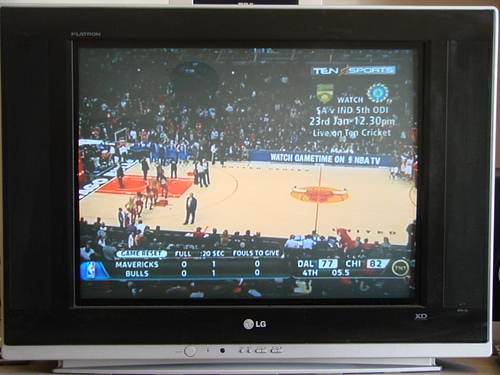 FLATRON
TEN SPORTS
WATCH
SA v IND 5th ODI
23rd Jan-12.30pm
Live on Ten Cricket
WATCH GAMETIME ON NBA TV
GAME RESET FULL :20 SEC FOULS TO GIVE
MAVERICKS 0 1 0
BULLS 0 1 0
DAL 77 CHI 82
4TH 05.5
TNT
LG
XD